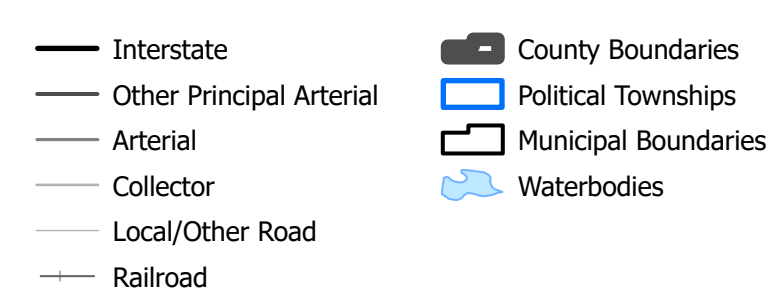 Interstate
Other Principal Arterial
Arterial
Collector
Local/Other Road
Railroad
County Boundaries
Political Townships
Municipal Boundaries
Waterbodies